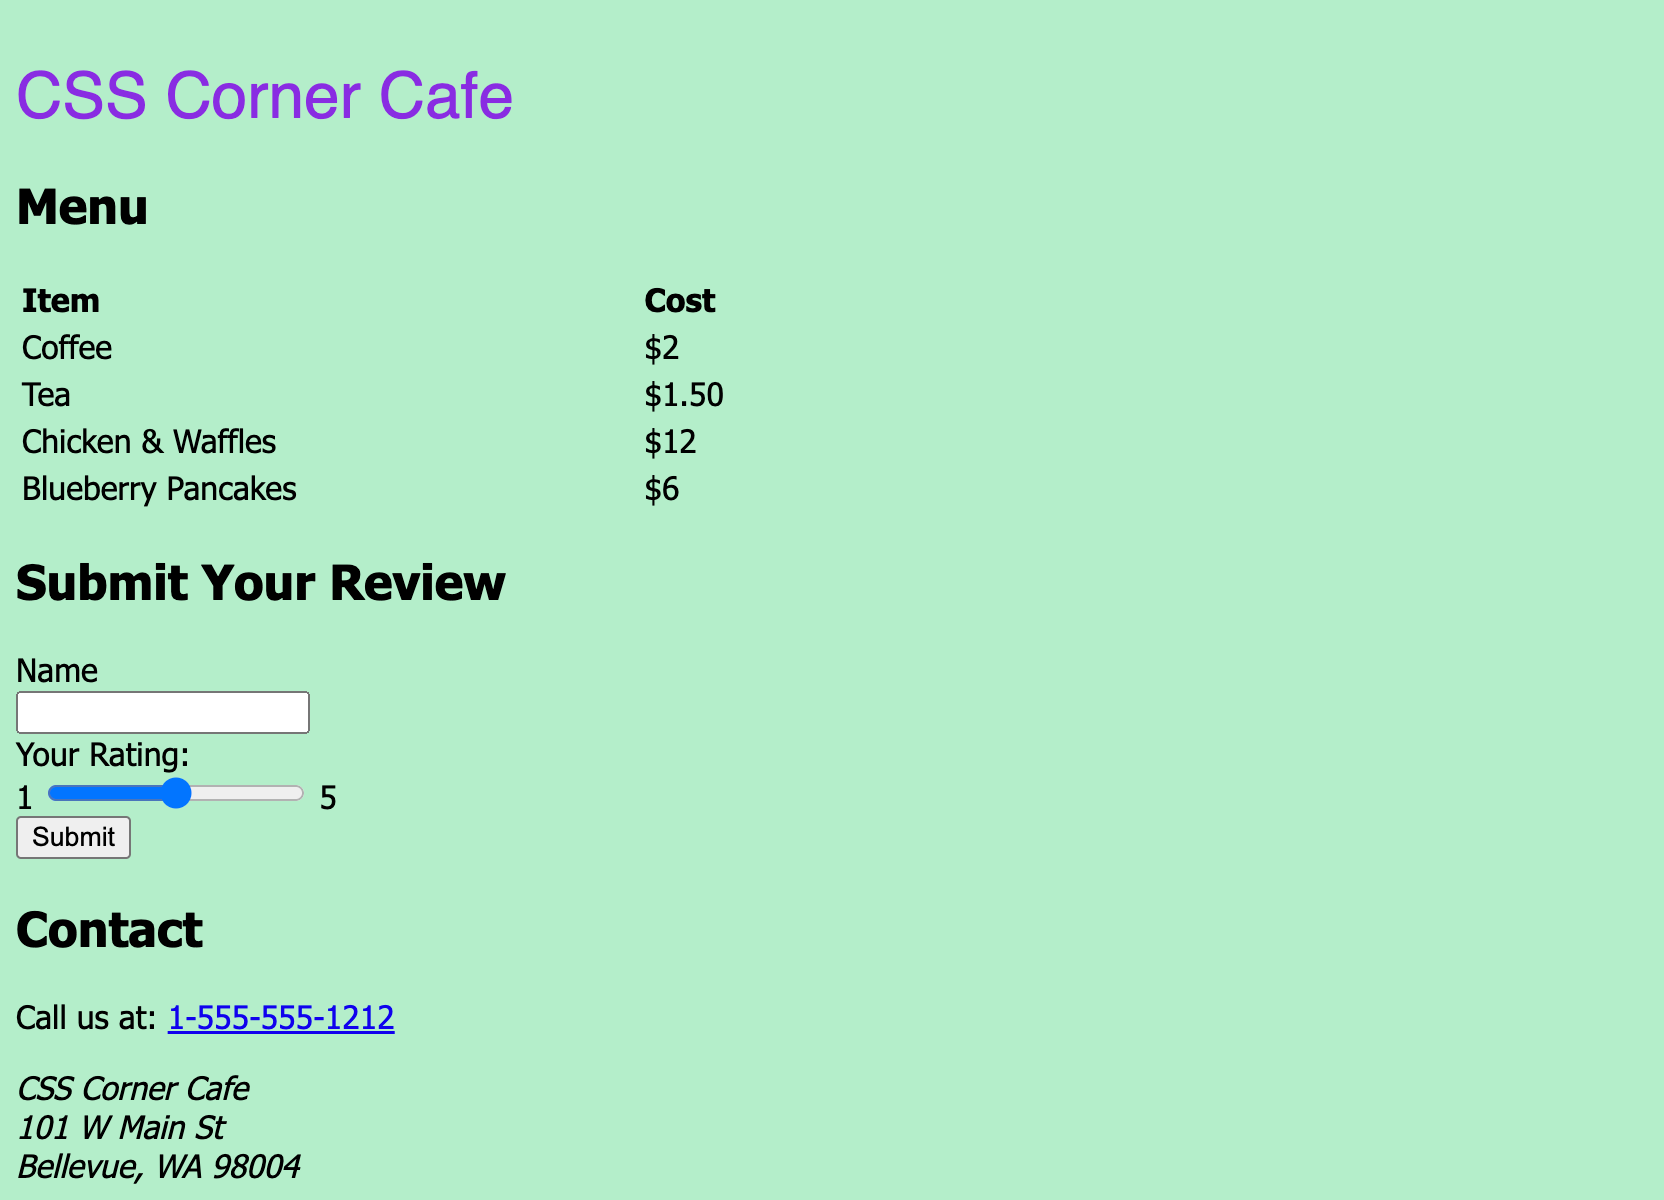 CSS Corner Cafe
Menu
Item Cost
Coffee $2
Tea $1.50
Chicken & Waffles $12
Blueberry Pancakes $6
Submit Your Review
Name
Your Rating:
1 5
Submit
Contact
Call us at: 1-555-555-1212
CSS Corner Cafe
101 W Main St
Bellevue, WA 98004